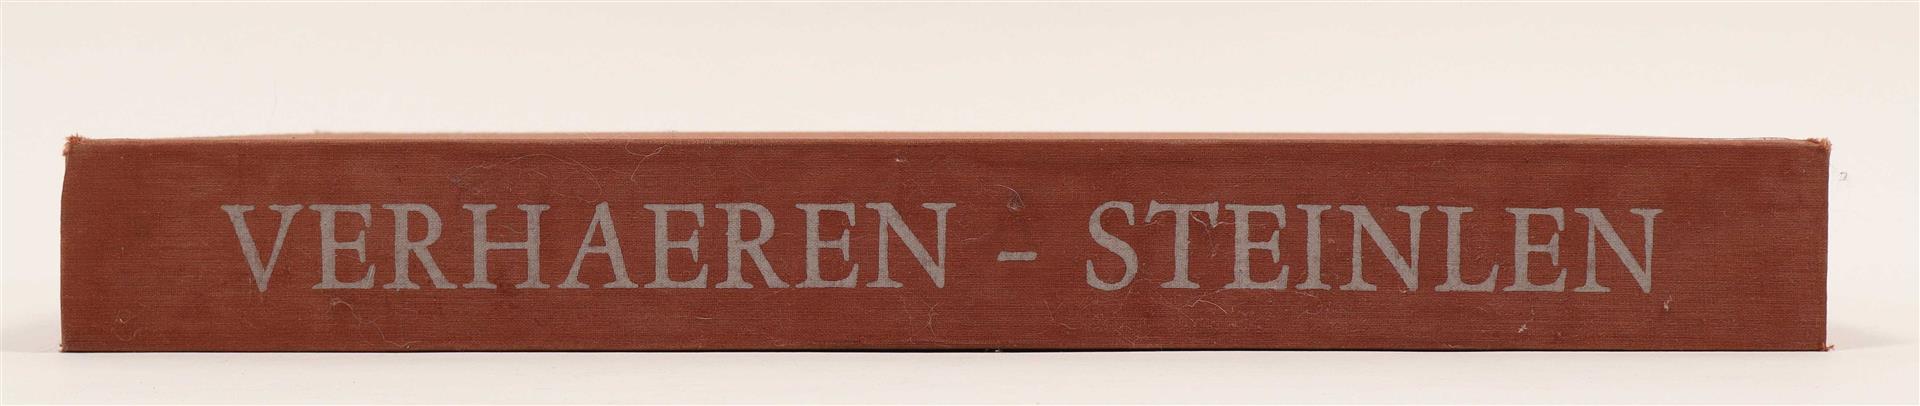 VERHAEREN – STEINLEN